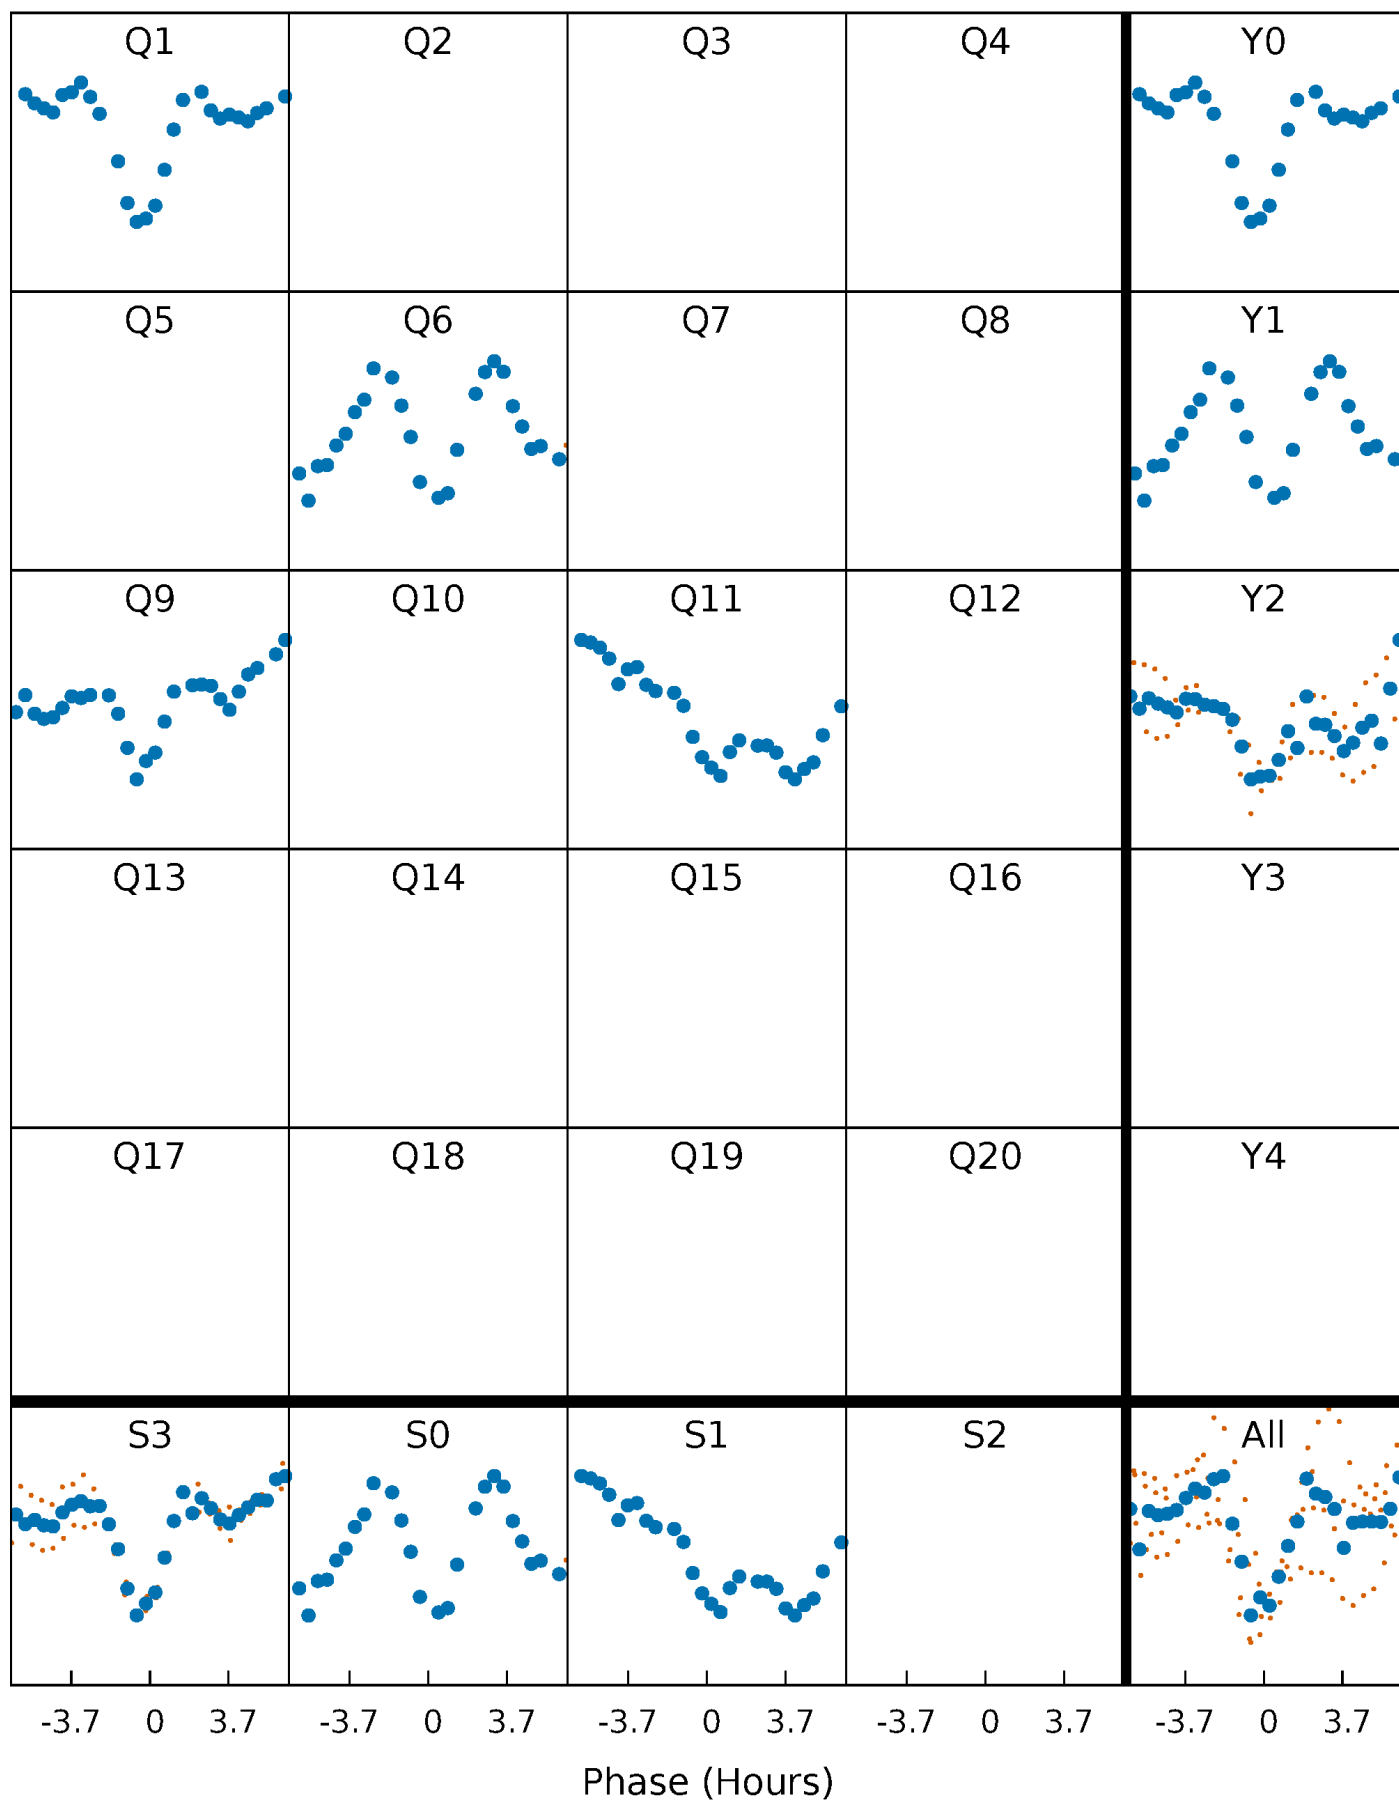 Q1 Q2 Q3 Q4 Y0
Q5 Q6 Q7 Q8 Y1
Q9 Q10 Q11 Q12 Y2
Q13 Q14 Q15 Q16 Y3
Q17 Q18 Q19 Q20 Y4
S3 S0 S1 S2 All
-3.7 0 3.7 -3.7 0 3.7 -3.7 0 3.7 -3.7 0 3.7 -3.7 0 3.7
Phase (Hours)